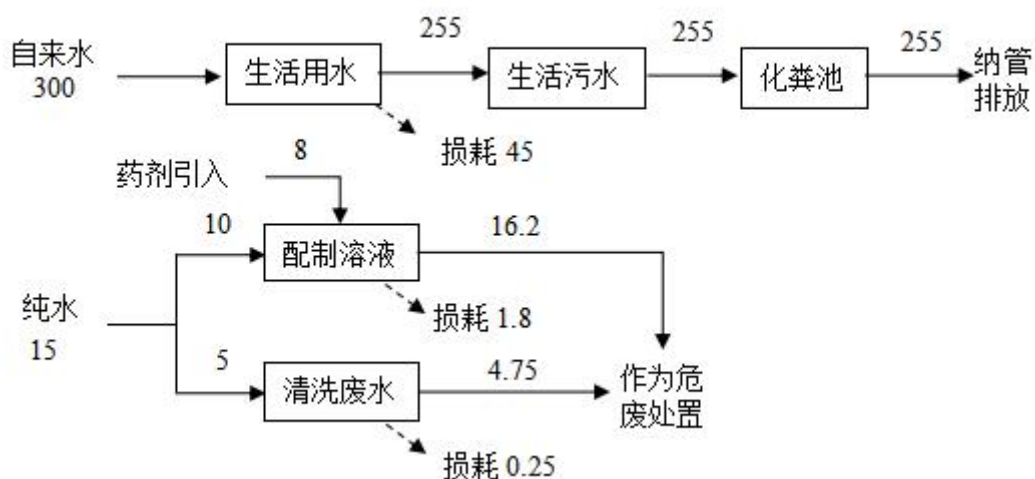 自来水
300
生活用水
255
生活污水
255
化粪池
255
纳管
排放
损耗 45
药剂引入
8
10
配制溶液
16.2
损耗 1.8
纯水
15
5
清洗废水
4.75
作为危
废处置
损耗 0.25